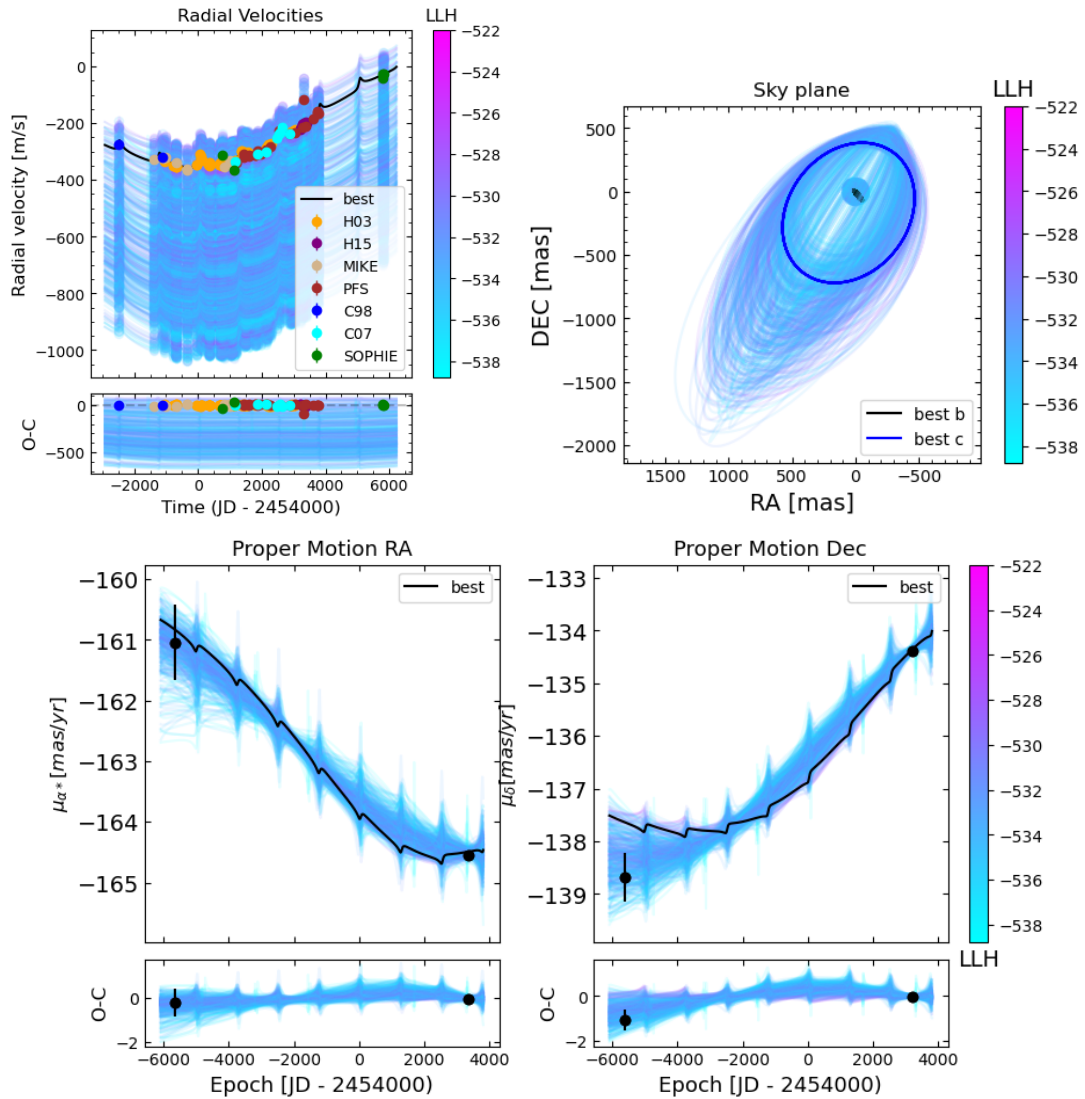 Radial Velocities
LLH
0
−200
−400
−600
−800
−1000
Radial velocity [m/s]
best
H03
H15
MIKE
PFS
C98
C07
SOPHIE
−522
−524
−526
−528
−530
−532
−534
−536
−538
0
−500
O-C
−2000
0
2000
4000
6000
Time (JD - 2454000)
Sky plane
LLH
500
0
−500
−1000
−1500
−2000
DEC [mas]
best b
best c
1500
1000
500
0
−500
RA [mas]
−522
−524
−526
−528
−530
−532
−534
−536
−538
Proper Motion RA
best
−160
−161
−162
−163
−164
−165
μα* [mas/yr]
0
−2
O-C
−6000
−4000
−2000
0
2000
4000
Epoch [JD - 2454000)
Proper Motion Dec
best
−133
−134
−135
−136
−137
−138
−139
μδ[mas/yr]
−522
−524
−526
−528
−530
−532
−534
−536
−538
LLH
0
−2
O-C
−6000
−4000
−2000
0
2000
4000
Epoch [JD - 2454000)